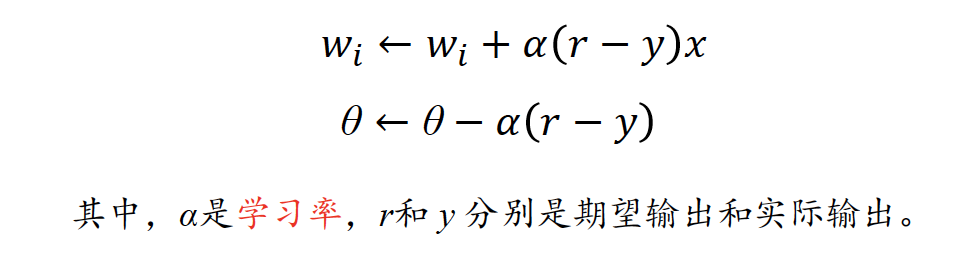 wᵢ ← wᵢ + α(r − y)x
θ ← θ − α(r − y)
其中，α是学习率，r和 y 分别是期望输出和实际输出。